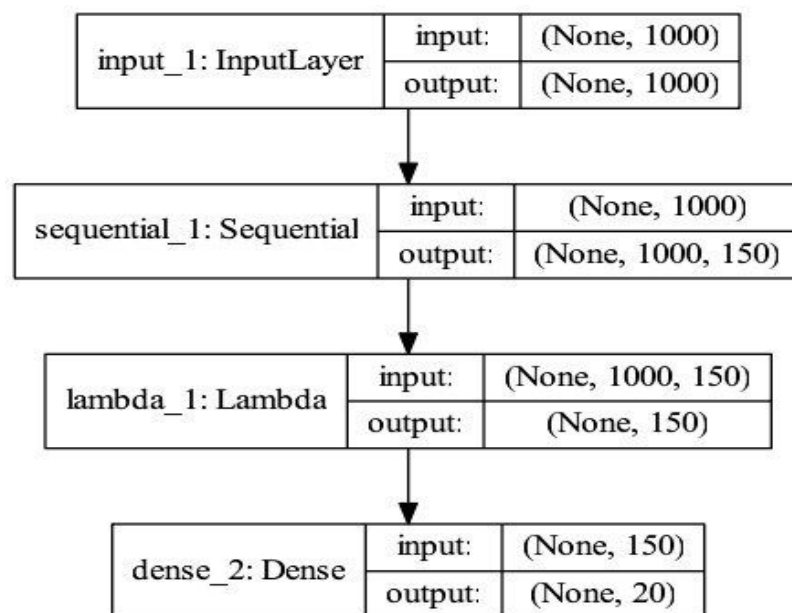 input_1: InputLayer
input: (None, 1000)
output: (None, 1000)
sequential_1: Sequential
input: (None, 1000)
output: (None, 1000, 150)
lambda_1: Lambda
input: (None, 1000, 150)
output: (None, 150)
dense_2: Dense
input: (None, 150)
output: (None, 20)